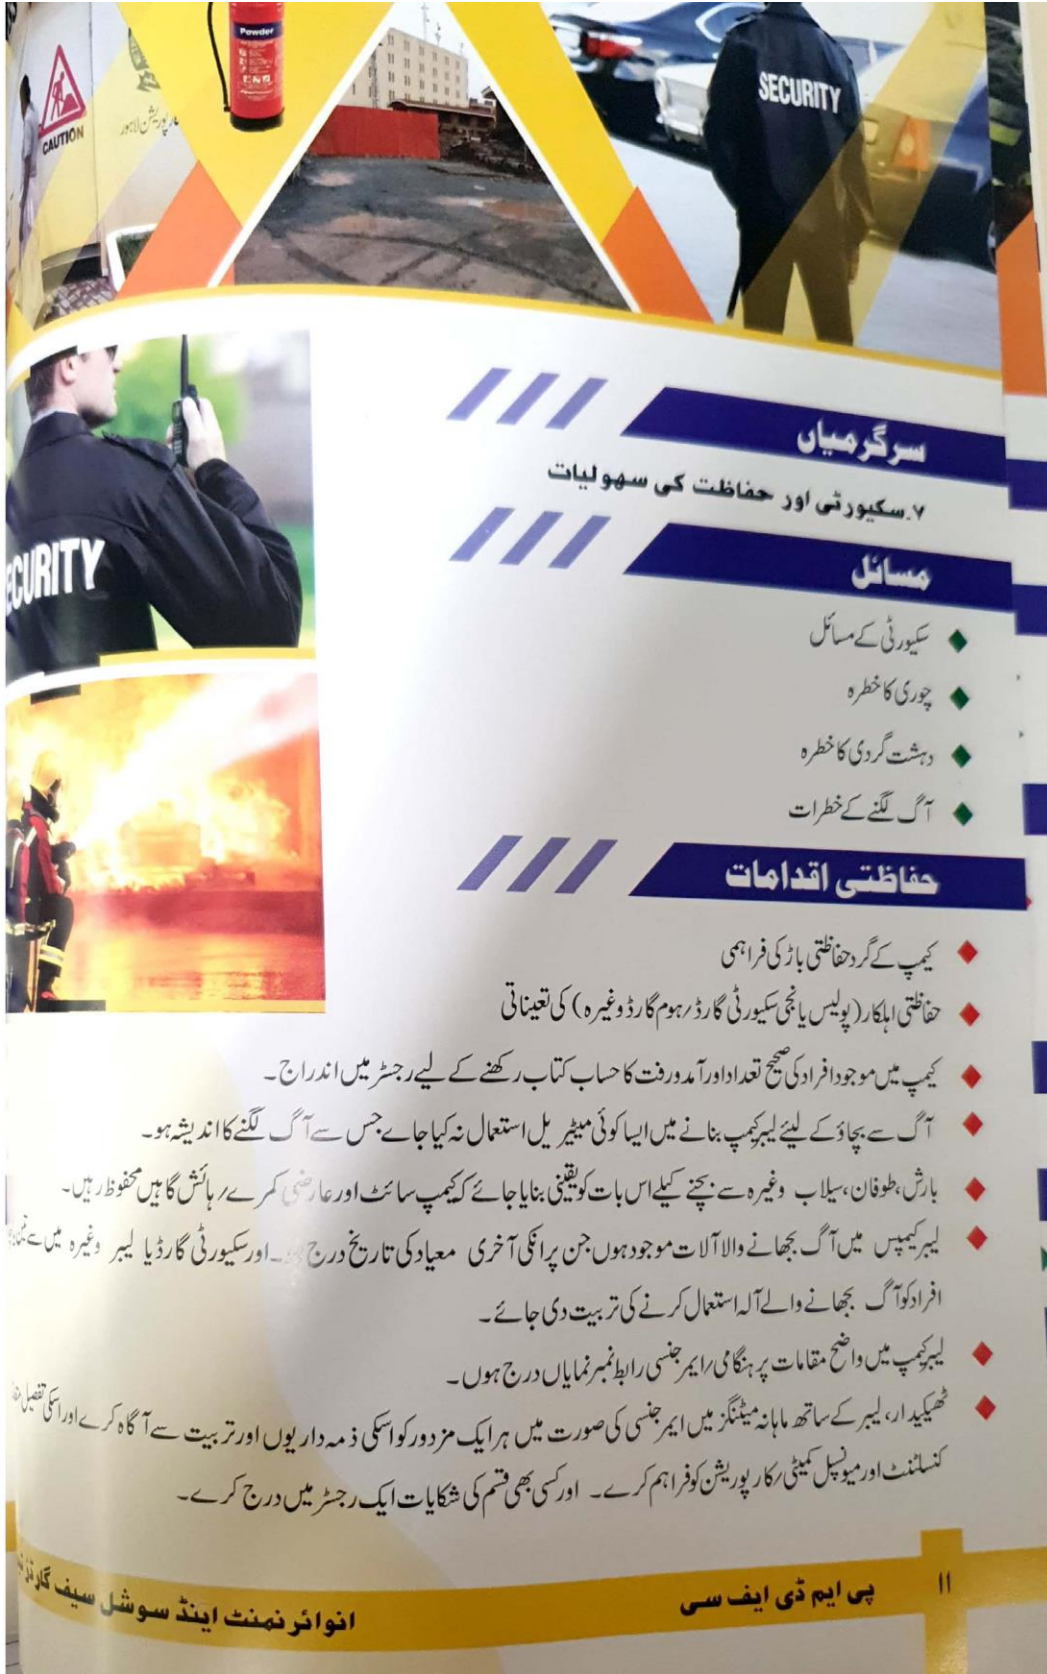 Powder
CAUTION
SECURITY
CURITY
سرگرمیاں
۷۔سکیورٹی اور حفاظت کی سہولیات
مسائل
سکیورٹی کے مسائل
چوری کا خطرہ
دہشت گردی کا خطرہ
آگ لگنے کے خطرات
حفاظتی اقدامات
کیمپ کے گرد حفاظتی باڑ کی فراہمی
حفاظتی اہلکار (پولیس یا نجی سکیورٹی گارڈ/ہوم گارڈ وغیرہ) کی تعیناتی
کیمپ میں موجود افراد کی صحیح تعداد اور آمدورفت کا حساب کتاب رکھنے کے لیے رجسٹر میں اندراج۔
آگ سے بچاؤ کے لیئے لیبر کیمپ بنانے میں ایسا کوئی میٹیریل استعمال نہ کیا جائے جس سے آگ لگنے کا اندیشہ ہو۔
بارش، طوفان، سیلاب وغیرہ سے بچنے کیلے اس بات کو یقینی بنایا جائے کہ کیمپ سائٹ اور عارضی کمرے/رہائش گاہیں محفوظ رہیں۔
لیبر کیمپس میں آگ بجھانے والا آلات موجود ہوں جن پر انکی آخری معیاد کی تاریخ درج ہو۔ اور سکیورٹی گارڈ یا لیبر وغیرہ میں سے
افراد کو آگ بجھانے والے آلہ استعمال کرنے کی تربیت دی جائے۔
لیبر کیمپ میں واضح مقامات پر ہنگامی/ایمرجنسی رابطہ نمبر نمایاں درج ہوں۔
ٹھیکیدار، لیبر کے ساتھ ماہانہ میٹنگز میں ایمرجنسی کی صورت میں ہر ایک مزدور کو اسکی ذمہ داریوں اور تربیت سے آگاہ کرے اور اسکی تفصیل
کنسلٹنٹ اور میونسپل کمیٹی/کارپوریشن کو فراہم کرے۔ اور کسی بھی قسم کی شکایات ایک رجسٹر میں درج کرے۔
۱۱
پی ایم ڈی ایف سی
انوائرنمنٹ اینڈ سوشل سیف گارڈز